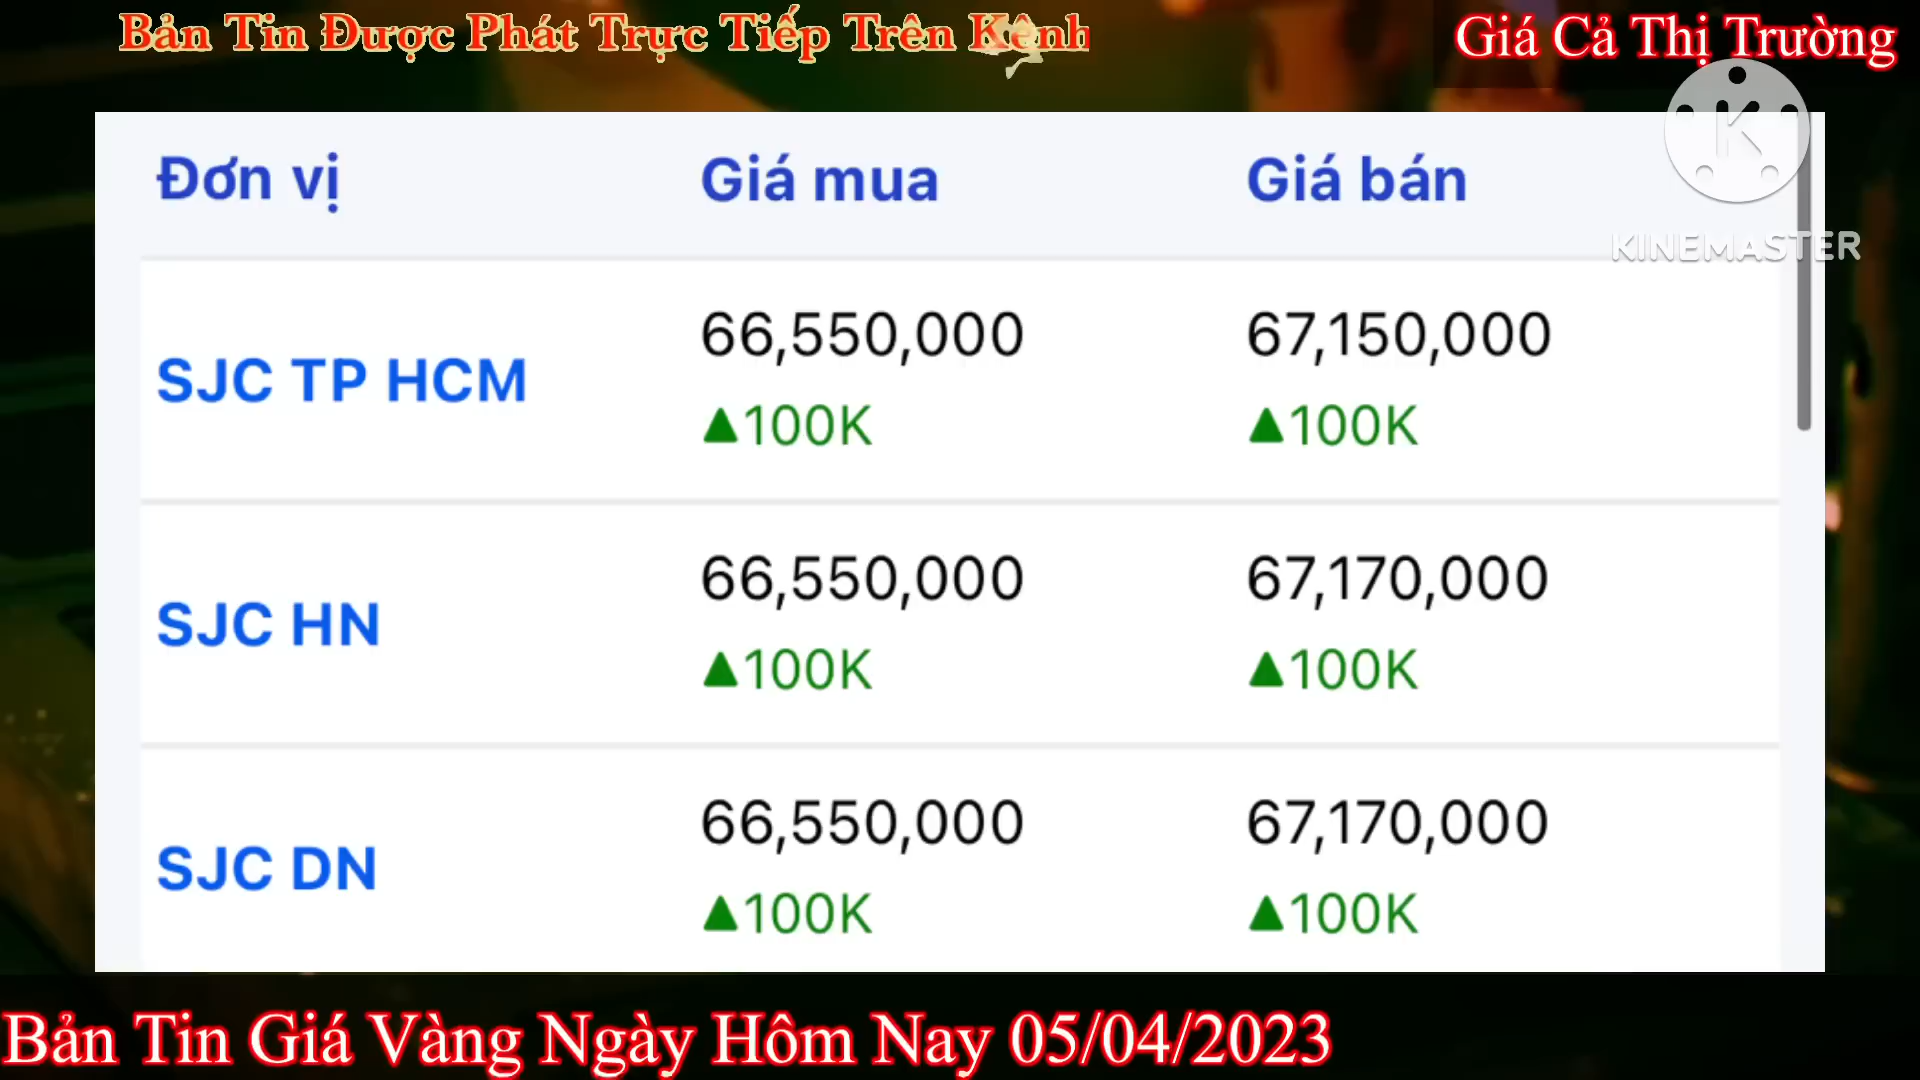 Bản Tin Được Phát Trực Tiếp Trên Kênh
Giá Cả Thị Trường
KINEMASTER
Đơn vị Giá mua Giá bán
SJC TP HCM 66,550,000 67,150,000
▲100K ▲100K
SJC HN 66,550,000 67,170,000
▲100K ▲100K
SJC DN 66,550,000 67,170,000
▲100K ▲100K
Bản Tin Giá Vàng Ngày Hôm Nay 05/04/2023